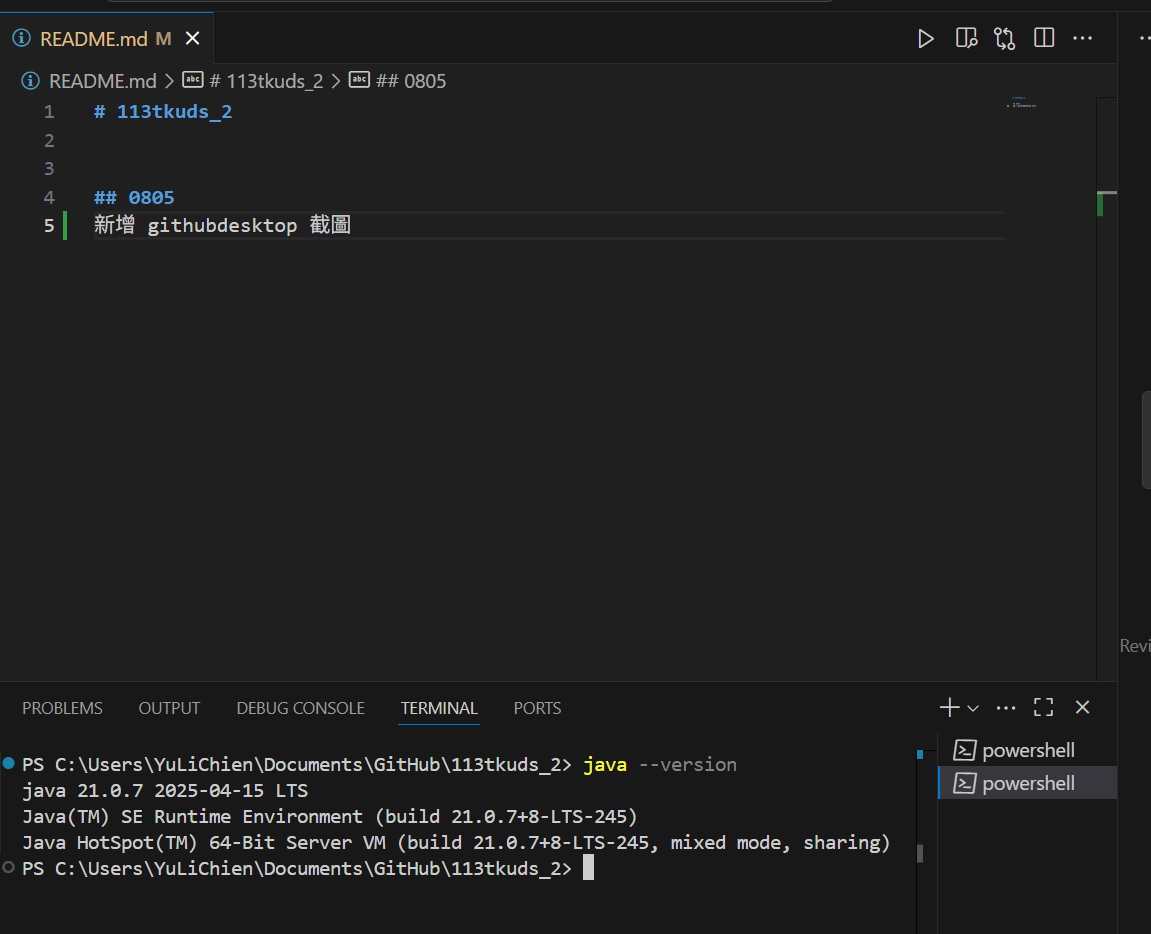 README.md M
README.md > # 113tkuds_2 > ## 0805
1 # 113tkuds_2
2
3
4 ## 0805
5 新增 githubdesktop 截圖
Revi
PROBLEMS OUTPUT DEBUG CONSOLE TERMINAL PORTS
PS C:\Users\YuLiChien\Documents\GitHub\113tkuds_2> java --version
java 21.0.7 2025-04-15 LTS
Java(TM) SE Runtime Environment (build 21.0.7+8-LTS-245)
Java HotSpot(TM) 64-Bit Server VM (build 21.0.7+8-LTS-245, mixed mode, sharing)
PS C:\Users\YuLiChien\Documents\GitHub\113tkuds_2>
powershell
powershell